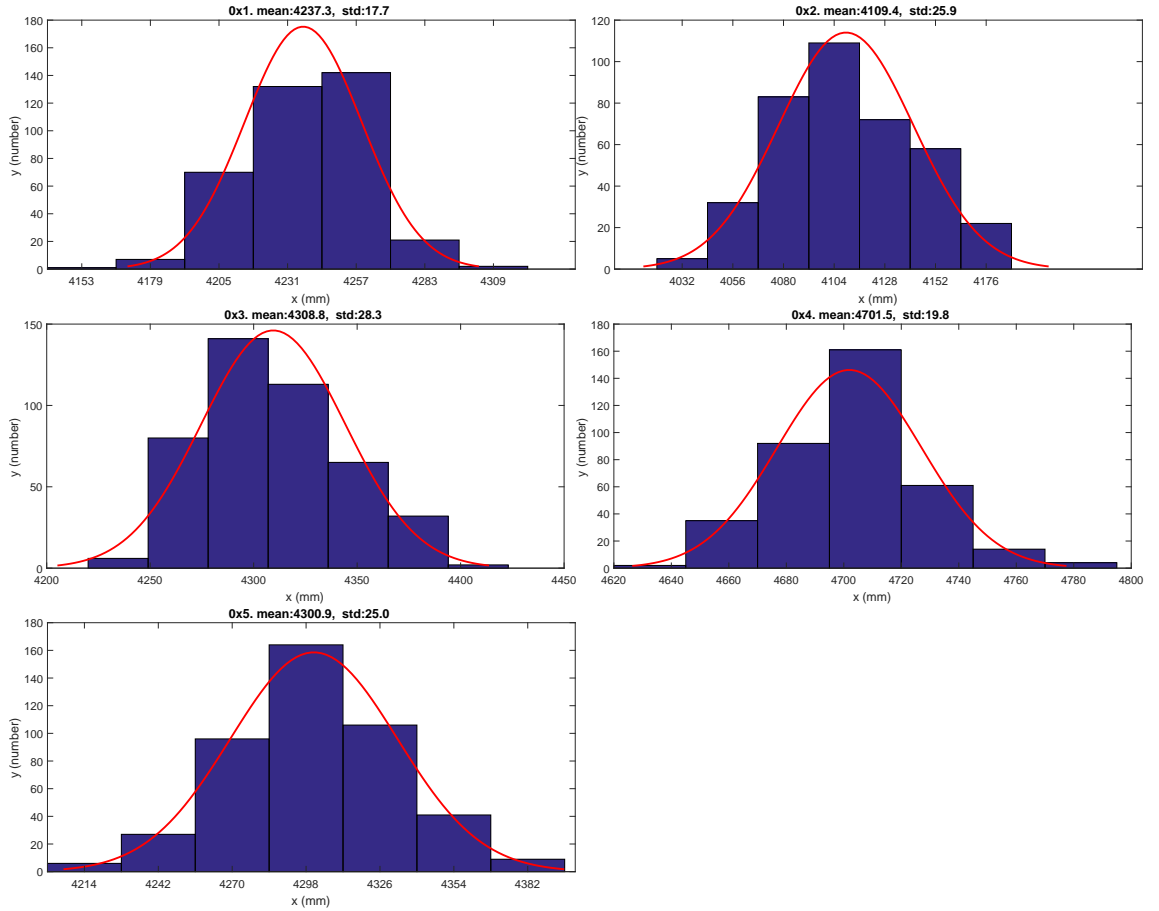 0x1. mean:4237.3, std:17.7
180
160
140
120
100
80
60
40
20
0
y (number)
4153 4179 4205 4231 4257 4283 4309
x (mm)
0x2. mean:4109.4, std:25.9
120
100
80
60
40
20
0
y (number)
4032 4056 4080 4104 4128 4152 4176
x (mm)
0x3. mean:4308.8, std:28.3
150
100
50
0
y (number)
4200 4250 4300 4350 4400 4450
x (mm)
0x4. mean:4701.5, std:19.8
180
160
140
120
100
80
60
40
20
0
y (number)
4620 4640 4660 4680 4700 4720 4740 4760 4780 4800
x (mm)
0x5. mean:4300.9, std:25.0
180
160
140
120
100
80
60
40
20
0
y (number)
4214 4242 4270 4298 4326 4354 4382
x (mm)